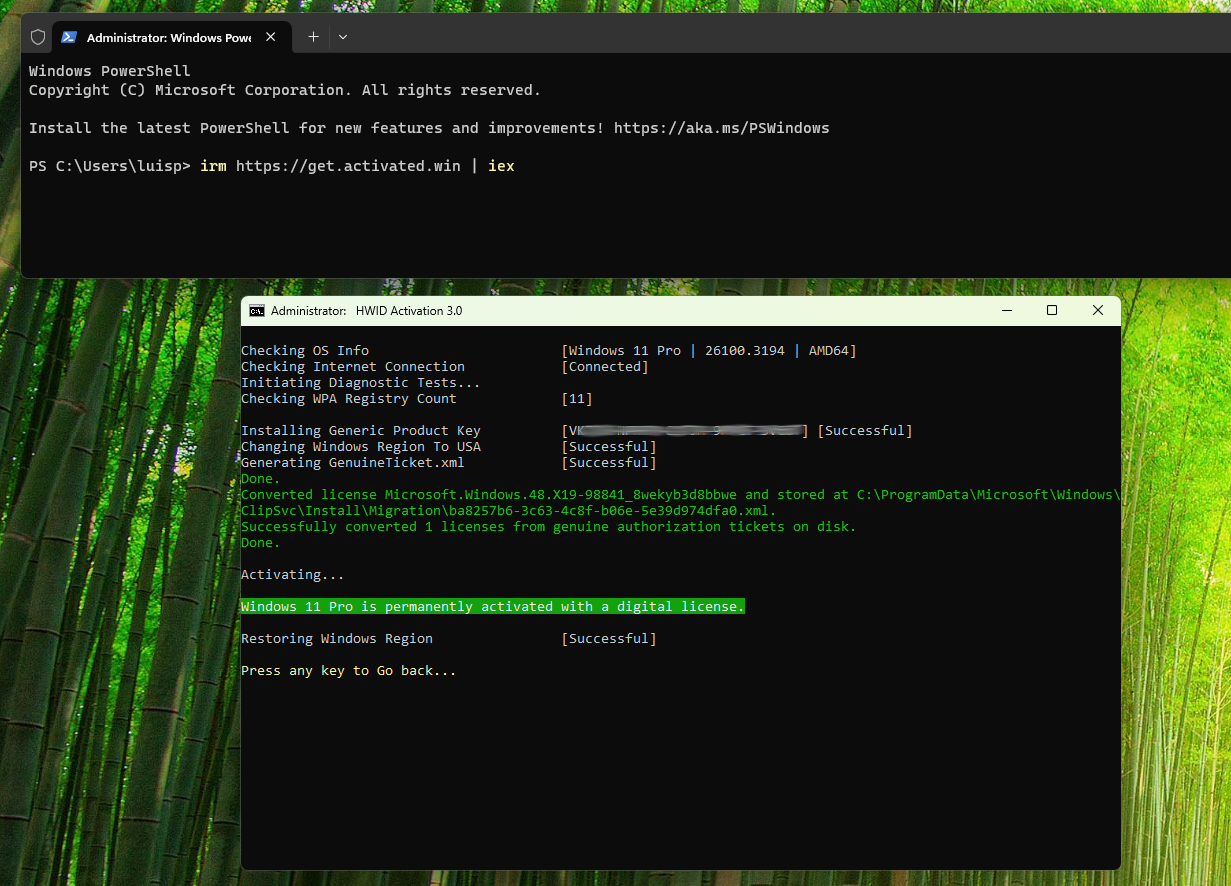 Administrator: Windows Powe
Windows PowerShell
Copyright (C) Microsoft Corporation. All rights reserved.
Install the latest PowerShell for new features and improvements! https://aka.ms/PSWindows
PS C:\Users\luisp> irm https://get.activated.win | iex
Administrator: HWID Activation 3.0
Checking OS Info [Windows 11 Pro | 26100.3194 | AMD64]
Checking Internet Connection [Connected]
Initiating Diagnostic Tests...
Checking WPA Registry Count [11]
Installing Generic Product Key [VK ] [Successful]
Changing Windows Region To USA [Successful]
Generating GenuineTicket.xml [Successful]
Done.
Converted license Microsoft.Windows.48.X19-98841_8wekyb3d8bbwe and stored at C:\ProgramData\Microsoft\Windows\
ClipSvc\Install\Migration\ba8257b6-3c63-4c8f-b06e-5e39d974dfa0.xml.
Successfully converted 1 licenses from genuine authorization tickets on disk.
Done.
Activating...
Windows 11 Pro is permanently activated with a digital license.
Restoring Windows Region [Successful]
Press any key to Go back...